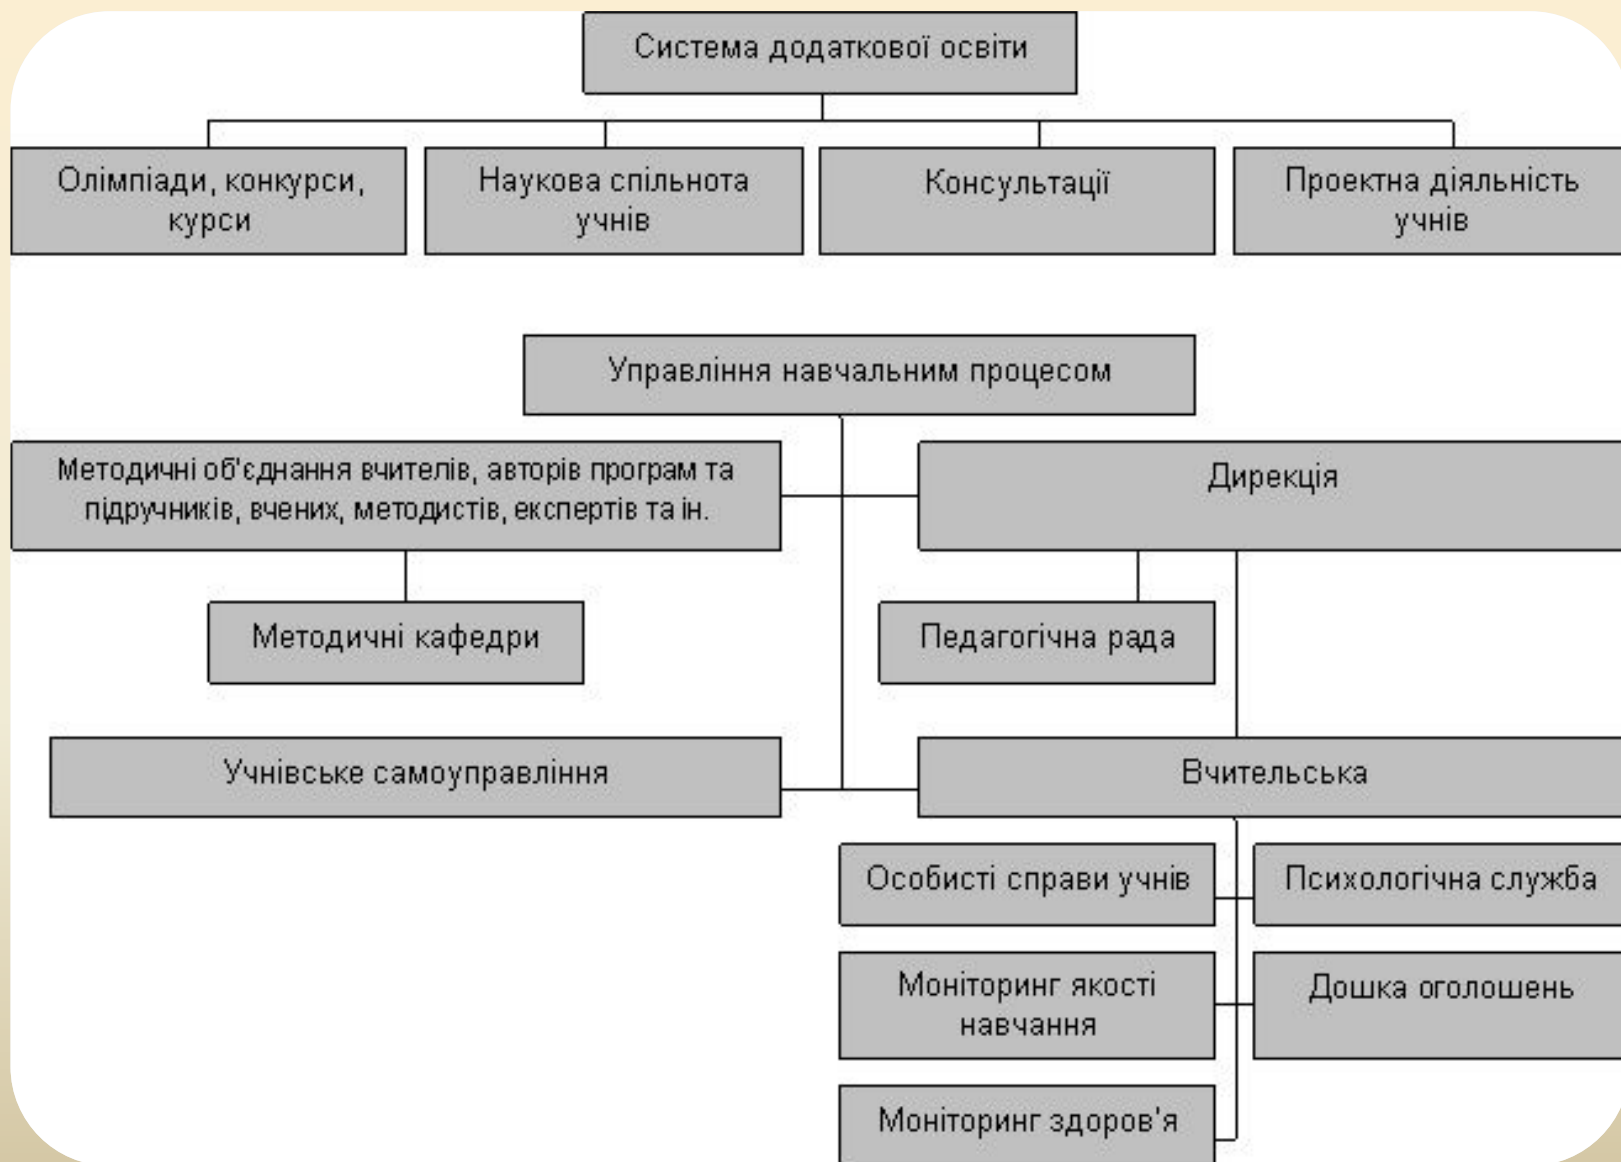 Система додаткової освіти
Олімпіади, конкурси,
курси
Наукова спільнота
учнів
Консультації
Проектна діяльність
учнів
Управління навчальним процесом
Методичні об'єднання вчителів, авторів програм та
підручників, вчених, методистів, експертів та ін.
Дирекція
Методичні кафедри
Педагогічна рада
Учнівське самоуправління
Вчительська
Особисті справи учнів
Психологічна служба
Моніторинг якості
навчання
Дошка оголошень
Моніторинг здоров'я